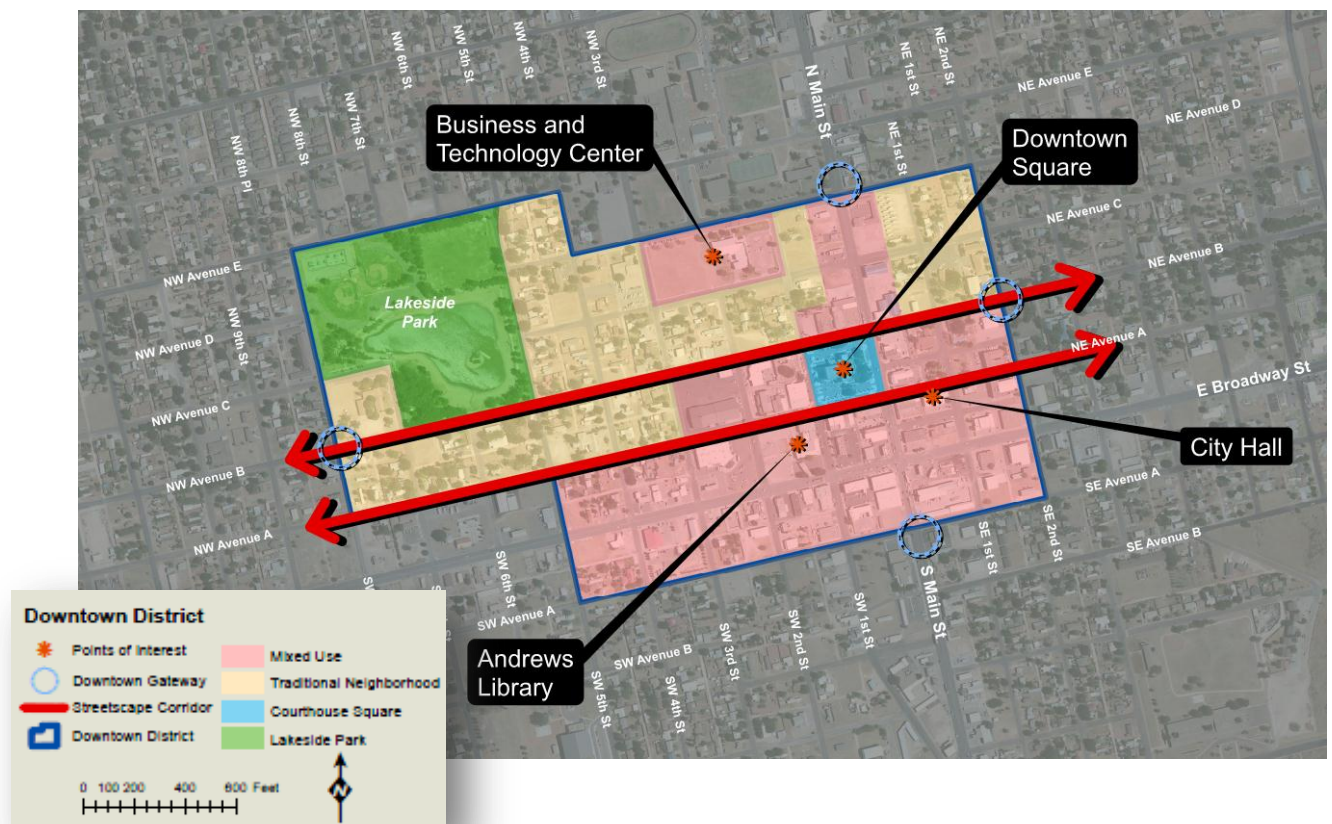 NW 6th St
NW 5th St
NW 4th St
NW 3rd St
N Main St
NE 1st St
NE 2nd St
NE Avenue E
NE Avenue D
NW 8th Pl
NW 8th St
NW 7th St
Business and
Technology Center
NE 1st St
Downtown
Square
NE Avenue C
NE Avenue B
NW Avenue E
NW Avenue D
NW 9th St
Lakeside
Park
NE Avenue A
E Broadway St
NW Avenue C
City Hall
NW Avenue B
NW Avenue A
SE Avenue A
SE Avenue B
SE 1st St
SE 2nd St
S Main St
SW 6th St
SW Avenue A
SW Avenue B
SW 5th St
SW 4th St
SW 3rd St
SW 2nd St
SW 1st St
Andrews
Library
Downtown District
Points of Interest
Downtown Gateway
Streetscape Corridor
Downtown District
Mixed Use
Traditional Neighborhood
Courthouse Square
Lakeside Park
0 100 200 400 600 Feet
N